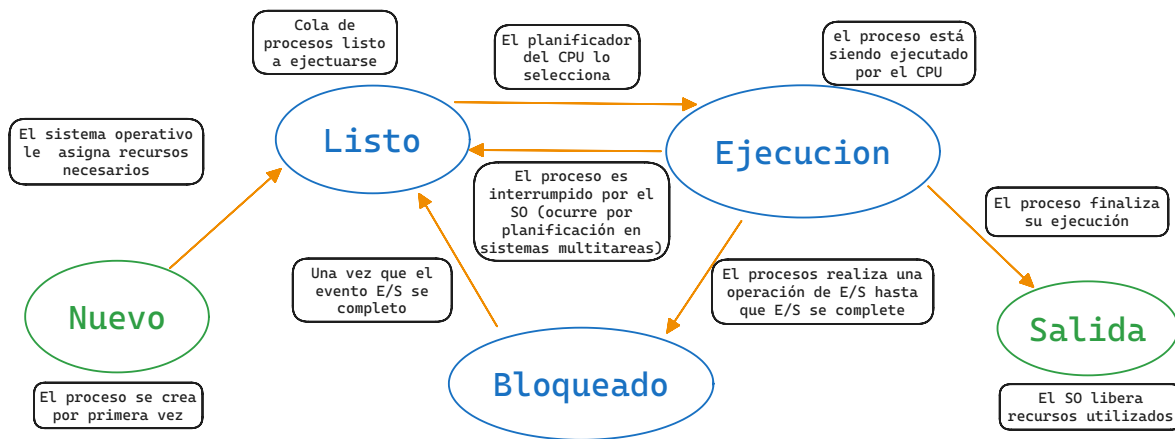 Cola de
procesos listo
a ejectuarse
El planificador
del CPU lo
selecciona
el proceso está
siendo ejecutado
por el CPU
El sistema operativo
le asigna recursos
necesarios
Listo
Ejecucion
El proceso es
interrumpido por el
SO (ocurre por
planificación en
sistemas multitareas)
El proceso finaliza
su ejecución
Una vez que el
evento E/S se
completo
El procesos realiza una
operación de E/S hasta
que E/S se complete
Nuevo
Bloqueado
Salida
El proceso se crea
por primera vez
El SO libera
recursos utilizados